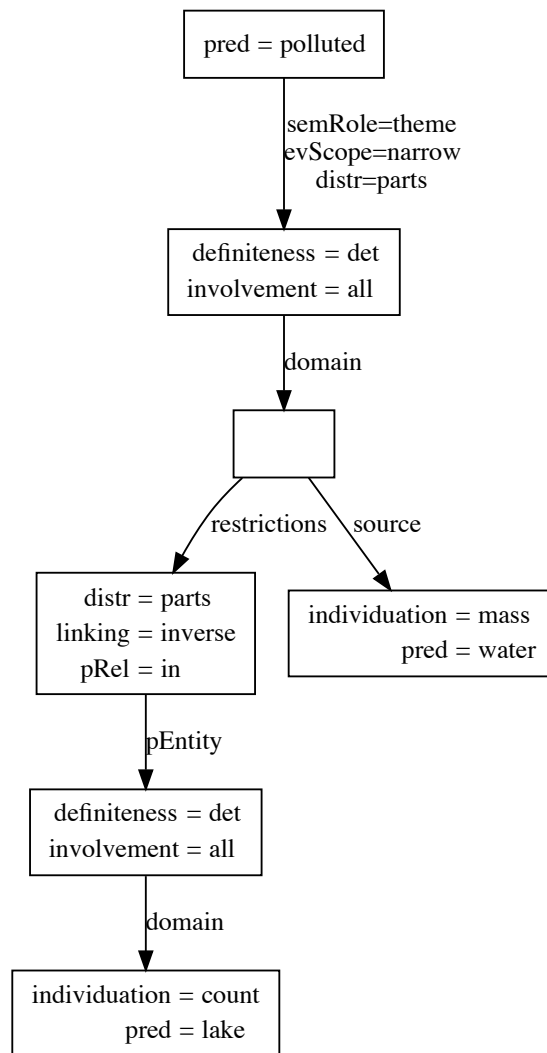 pred = polluted
semRole=theme
evScope=narrow
distr=parts
definiteness = det
involvement = all
domain
restrictions
source
distr = parts
linking = inverse
pRel = in
individuation = mass
pred = water
pEntity
definiteness = det
involvement = all
domain
individuation = count
pred = lake